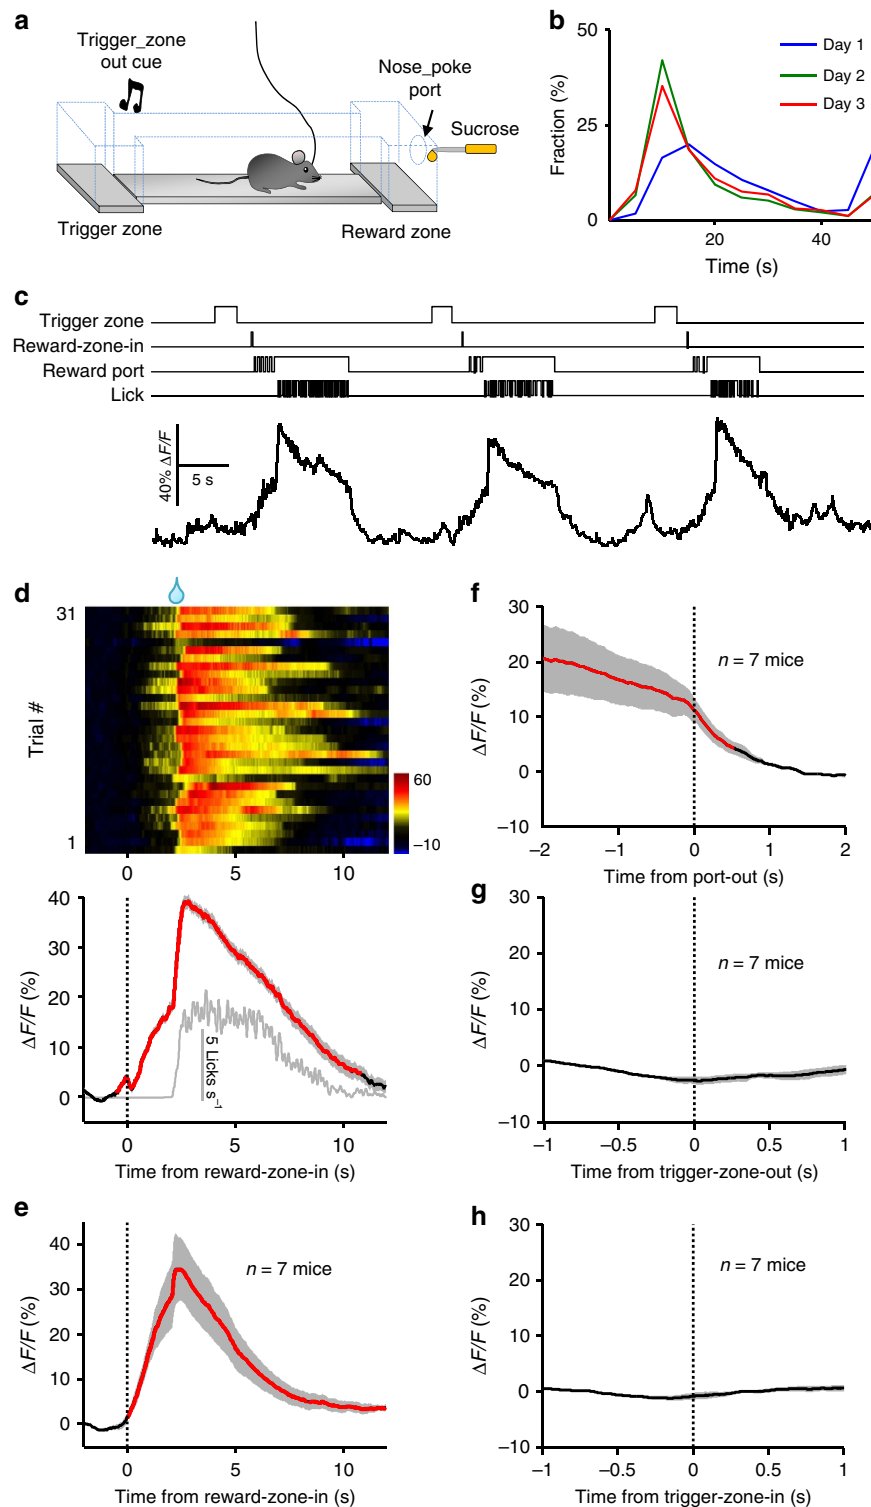 a
Trigger_zone
out cue
Nose_poke
port
Sucrose
Trigger zone
Reward zone
b
50
25
0
Fraction (%)
Day 1
Day 2
Day 3
20
40
Time (s)
c
Trigger zone
Reward-zone-in
Reward port
Lick
40% ΔF/F
5 s
d
31
Trial #
1
60
−10
0
5
10
40
30
20
10
0
ΔF/F (%)
5 Licks s⁻¹
0
5
10
Time from reward-zone-in (s)
e
40
30
20
10
0
ΔF/F (%)
n = 7 mice
0
5
10
Time from reward-zone-in (s)
f
30
20
10
0
−10
ΔF/F (%)
n = 7 mice
−2
−1
0
1
2
Time from port-out (s)
g
30
20
10
0
−10
ΔF/F (%)
n = 7 mice
−1
−0.5
0
0.5
1
Time from trigger-zone-out (s)
h
30
20
10
0
−10
ΔF/F (%)
n = 7 mice
−1
−0.5
0
0.5
1
Time from trigger-zone-in (s)